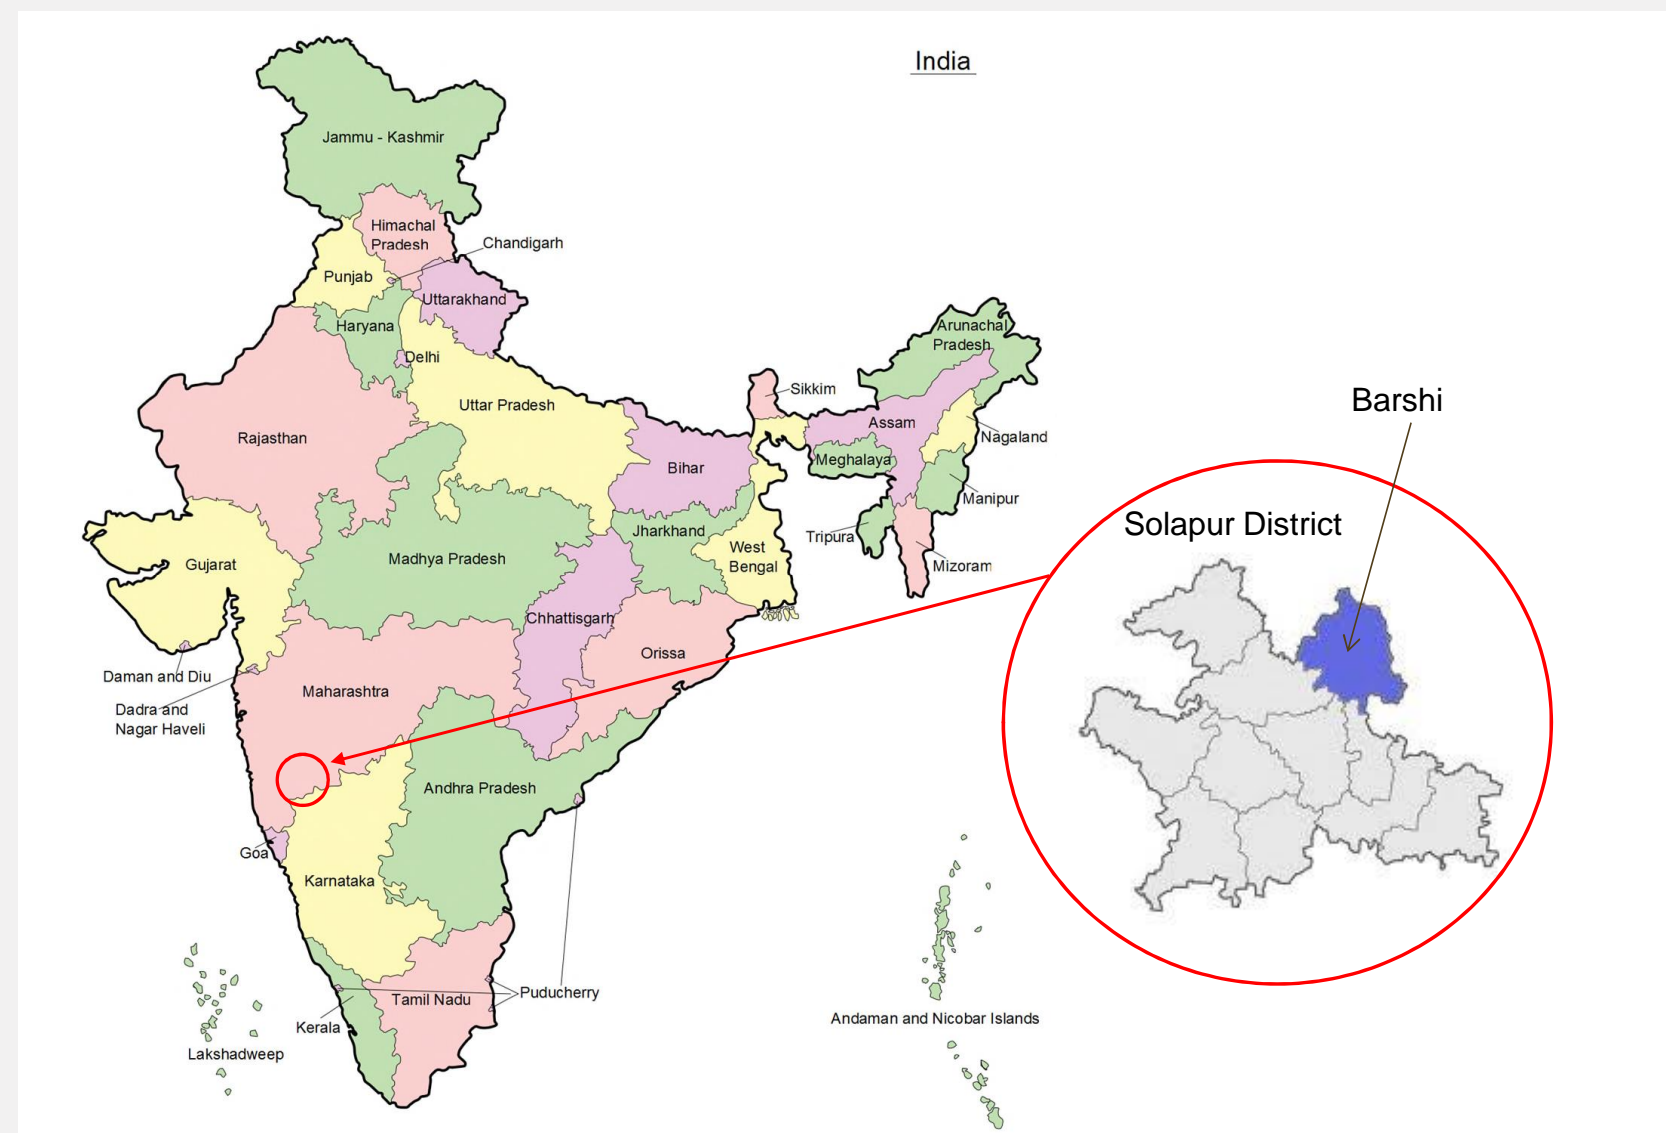 India
Jammu - Kashmir
Himachal
Pradesh
Chandigarh
Punjab
Uttarakhand
Haryana
Delhi
Arunachal
Pradesh
Sikkim
Uttar Pradesh
Rajasthan
Assam
Nagaland
Bihar
Meghalaya
Manipur
Jharkhand
Tripura
West
Bengal
Madhya Pradesh
Gujarat
Mizoram
Chhattisgarh
Orissa
Daman and Diu
Maharashtra
Dadra and
Nagar Haveli
Andhra Pradesh
Goa
Karnataka
Puducherry
Tamil Nadu
Kerala
Lakshadweep
Andaman and Nicobar Islands
Barshi
Solapur District